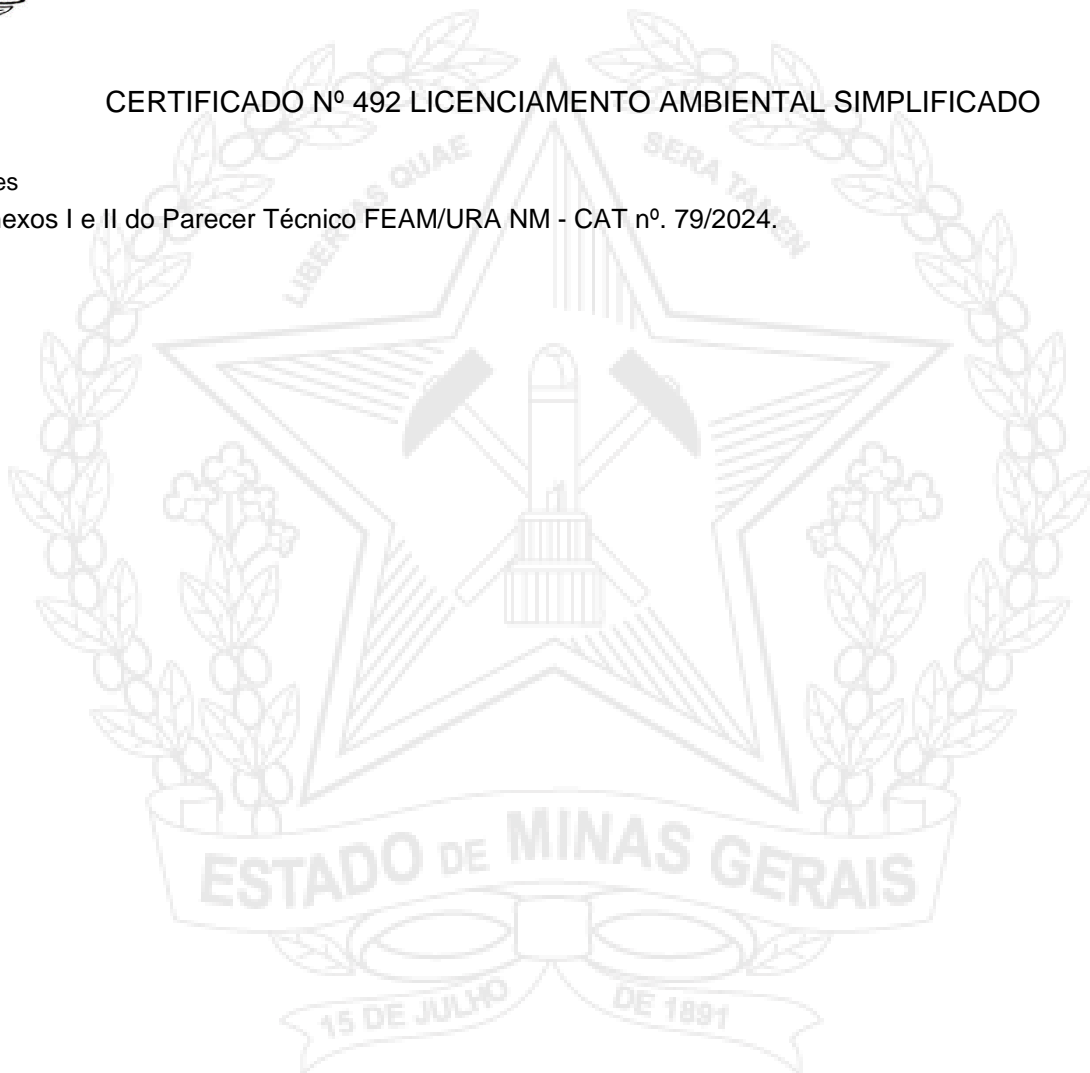 CERTIFICADO Nº 492 LICENCIAMENTO AMBIENTAL SIMPLIFICADO
es
exos I e II do Parecer Técnico FEAM/URA NM - CAT nº. 79/2024.
LIBERTAS QUAE SERA TAMEN
ESTADO DE MINAS GERAIS
15 DE JULHO DE 1891